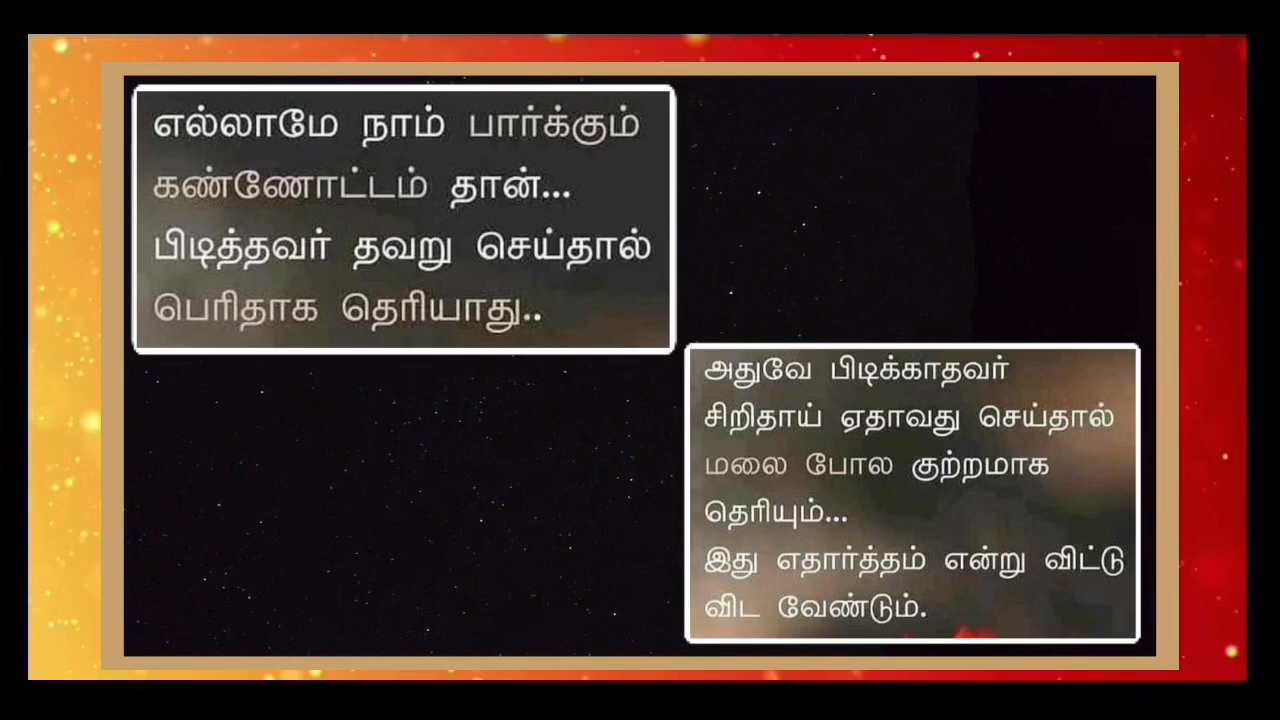 எல்லாமே நாம் பார்க்கும்
கண்ணோட்டம் தான்...
பிடித்தவர் தவறு செய்தால்
பெரிதாக தெரியாது..
அதுவே பிடிக்காதவர்
சிறிதாய் ஏதாவது செய்தால்
மலை போல குற்றமாக
தெரியும்...
இது எதார்த்தம் என்று விட்டு
விட வேண்டும்.